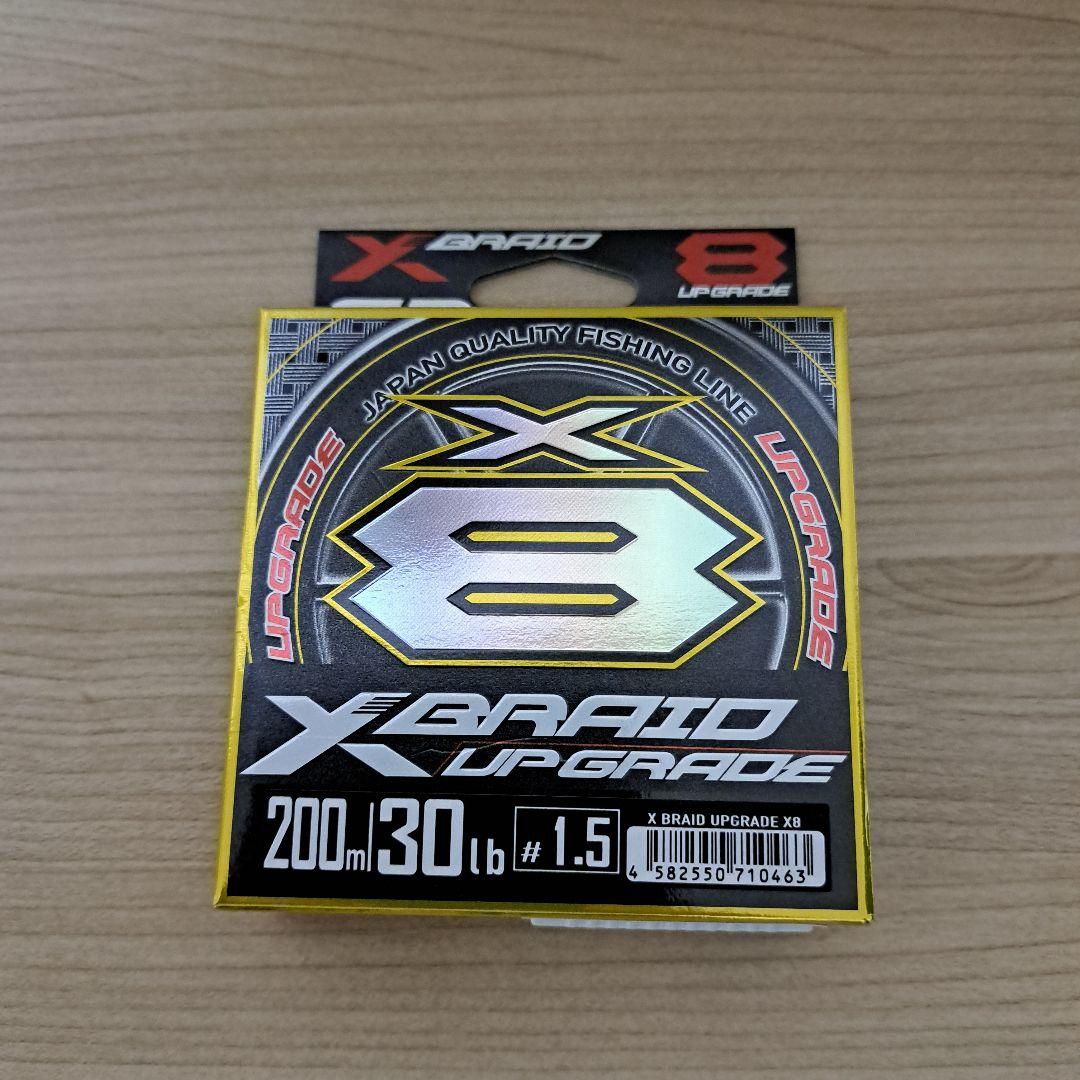 X BRAID 8
UPGRADE
JAPAN QUALITY FISHING LINE
UPGRADE
UPGRADE
X
8
XBRAID
UPGRADE
200m 30lb #1.5
X BRAID UPGRADE X8
4 582550 710463